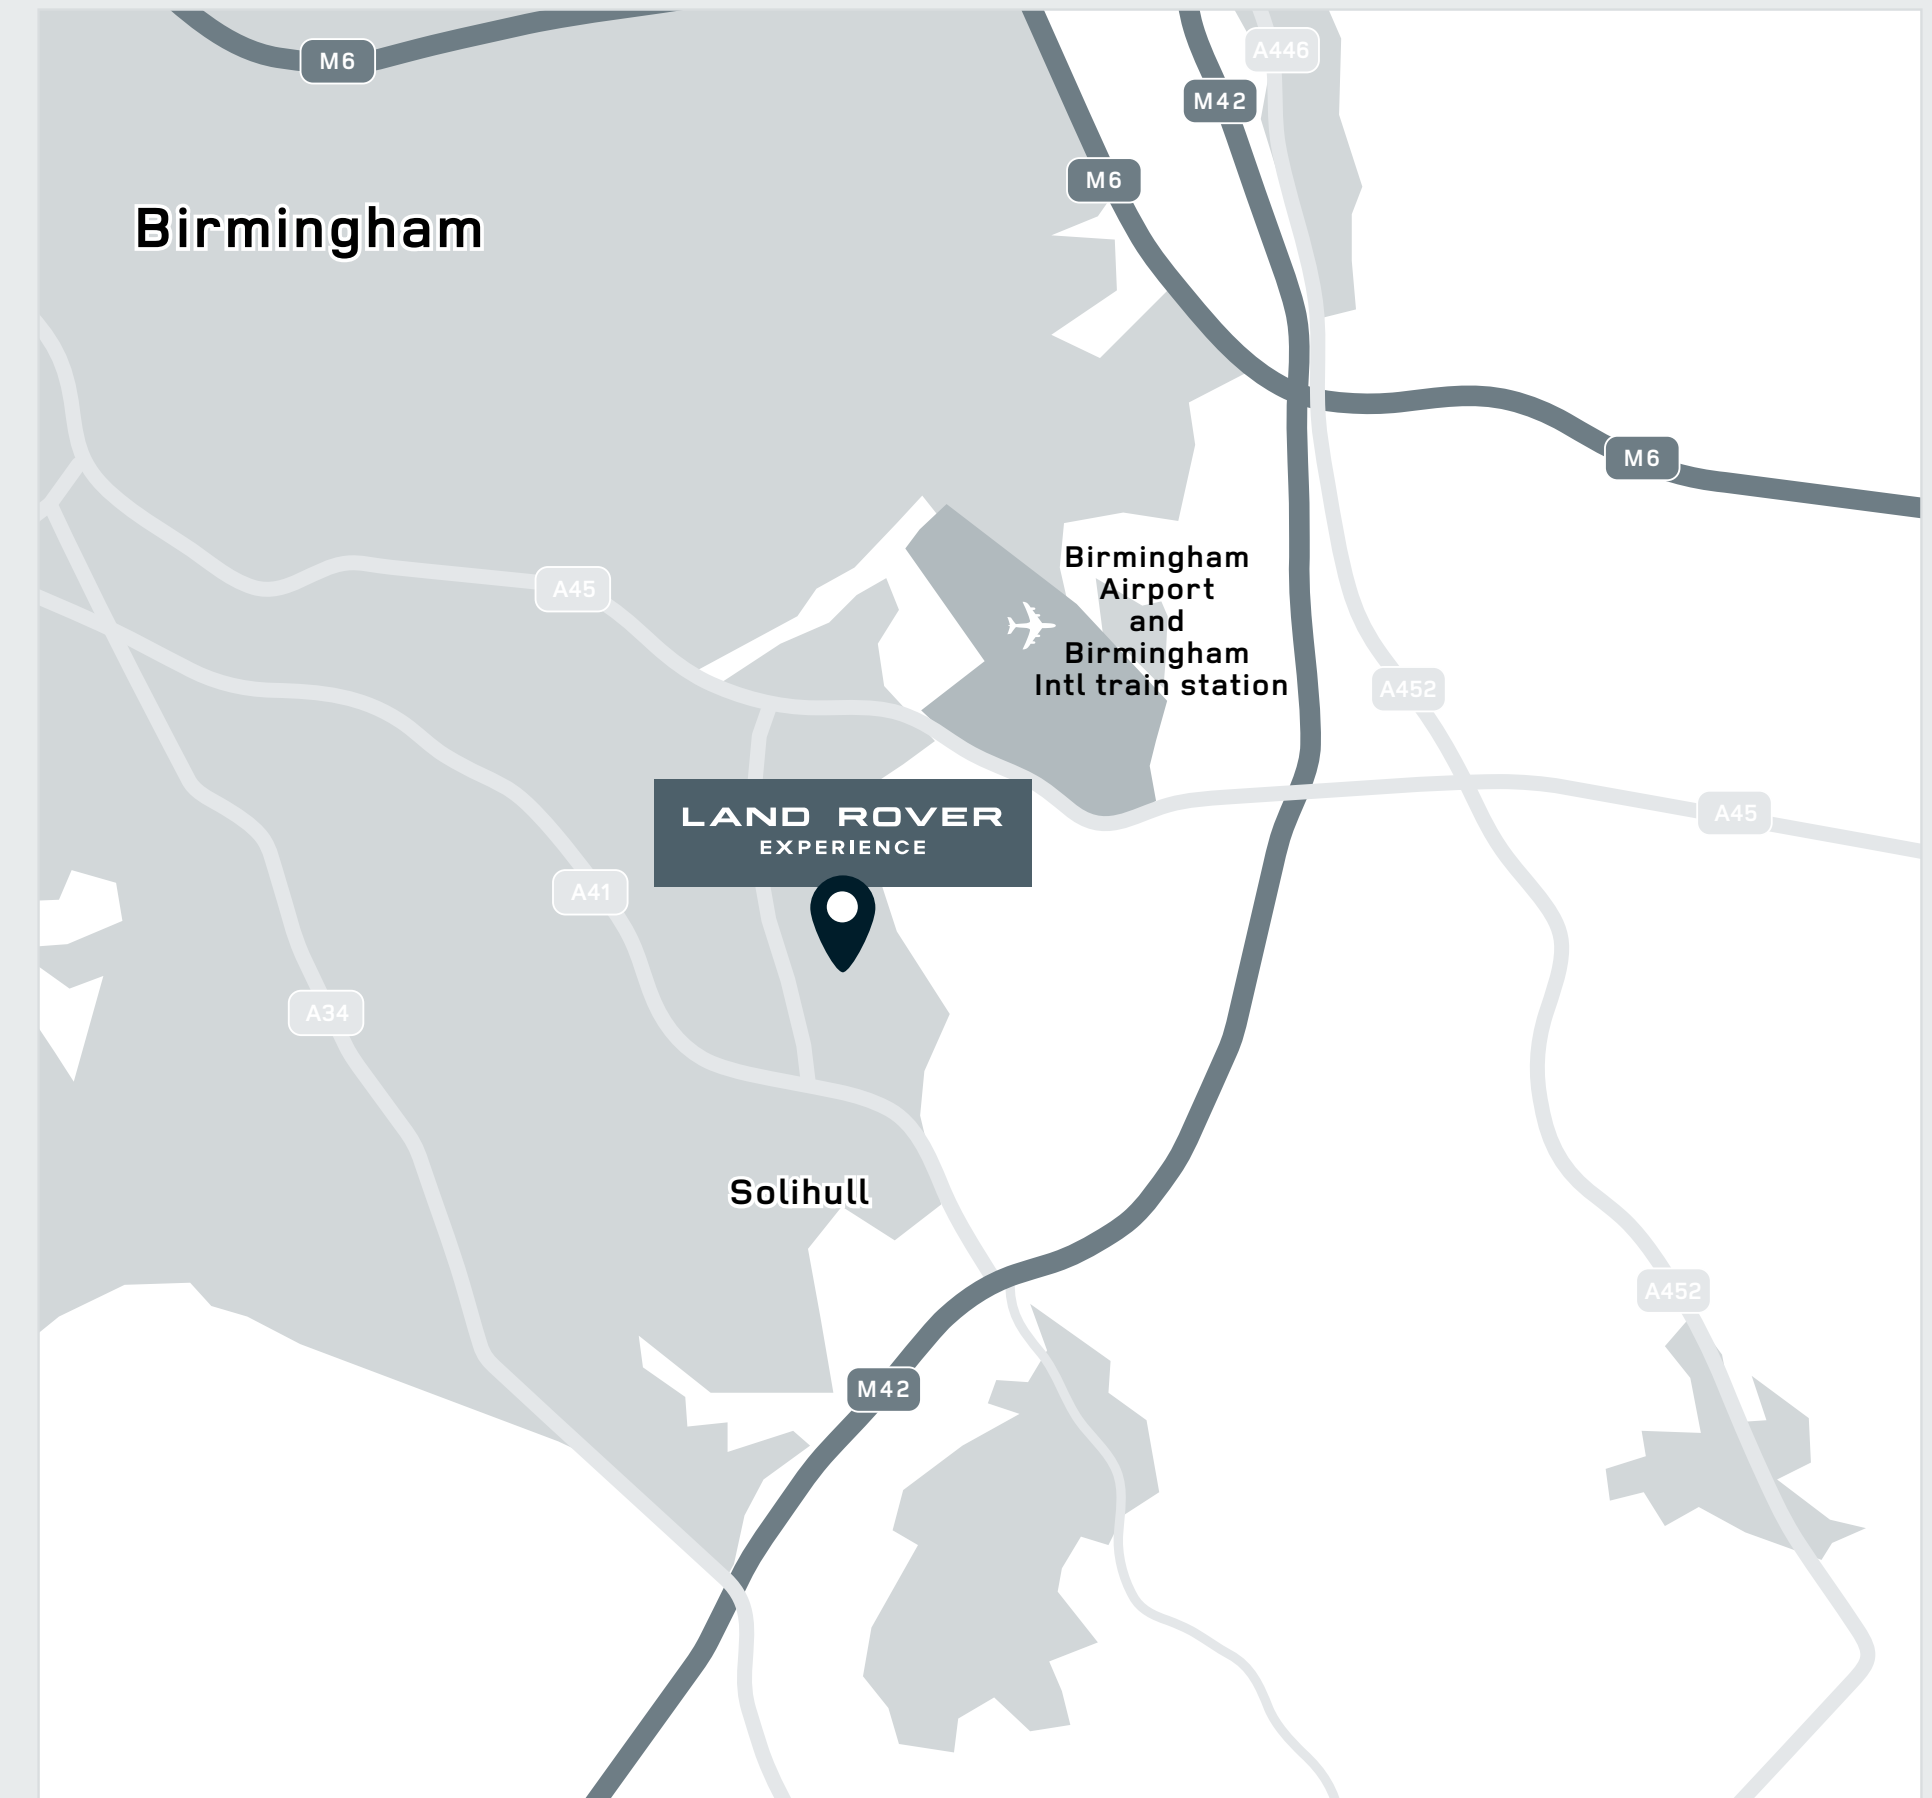 M6
A446
M42
M6
Birmingham
M6
Birmingham
Airport
and
Birmingham
Intl train station
A45
A452
LAND ROVER
EXPERIENCE
A45
A41
A34
Solihull
A452
M42